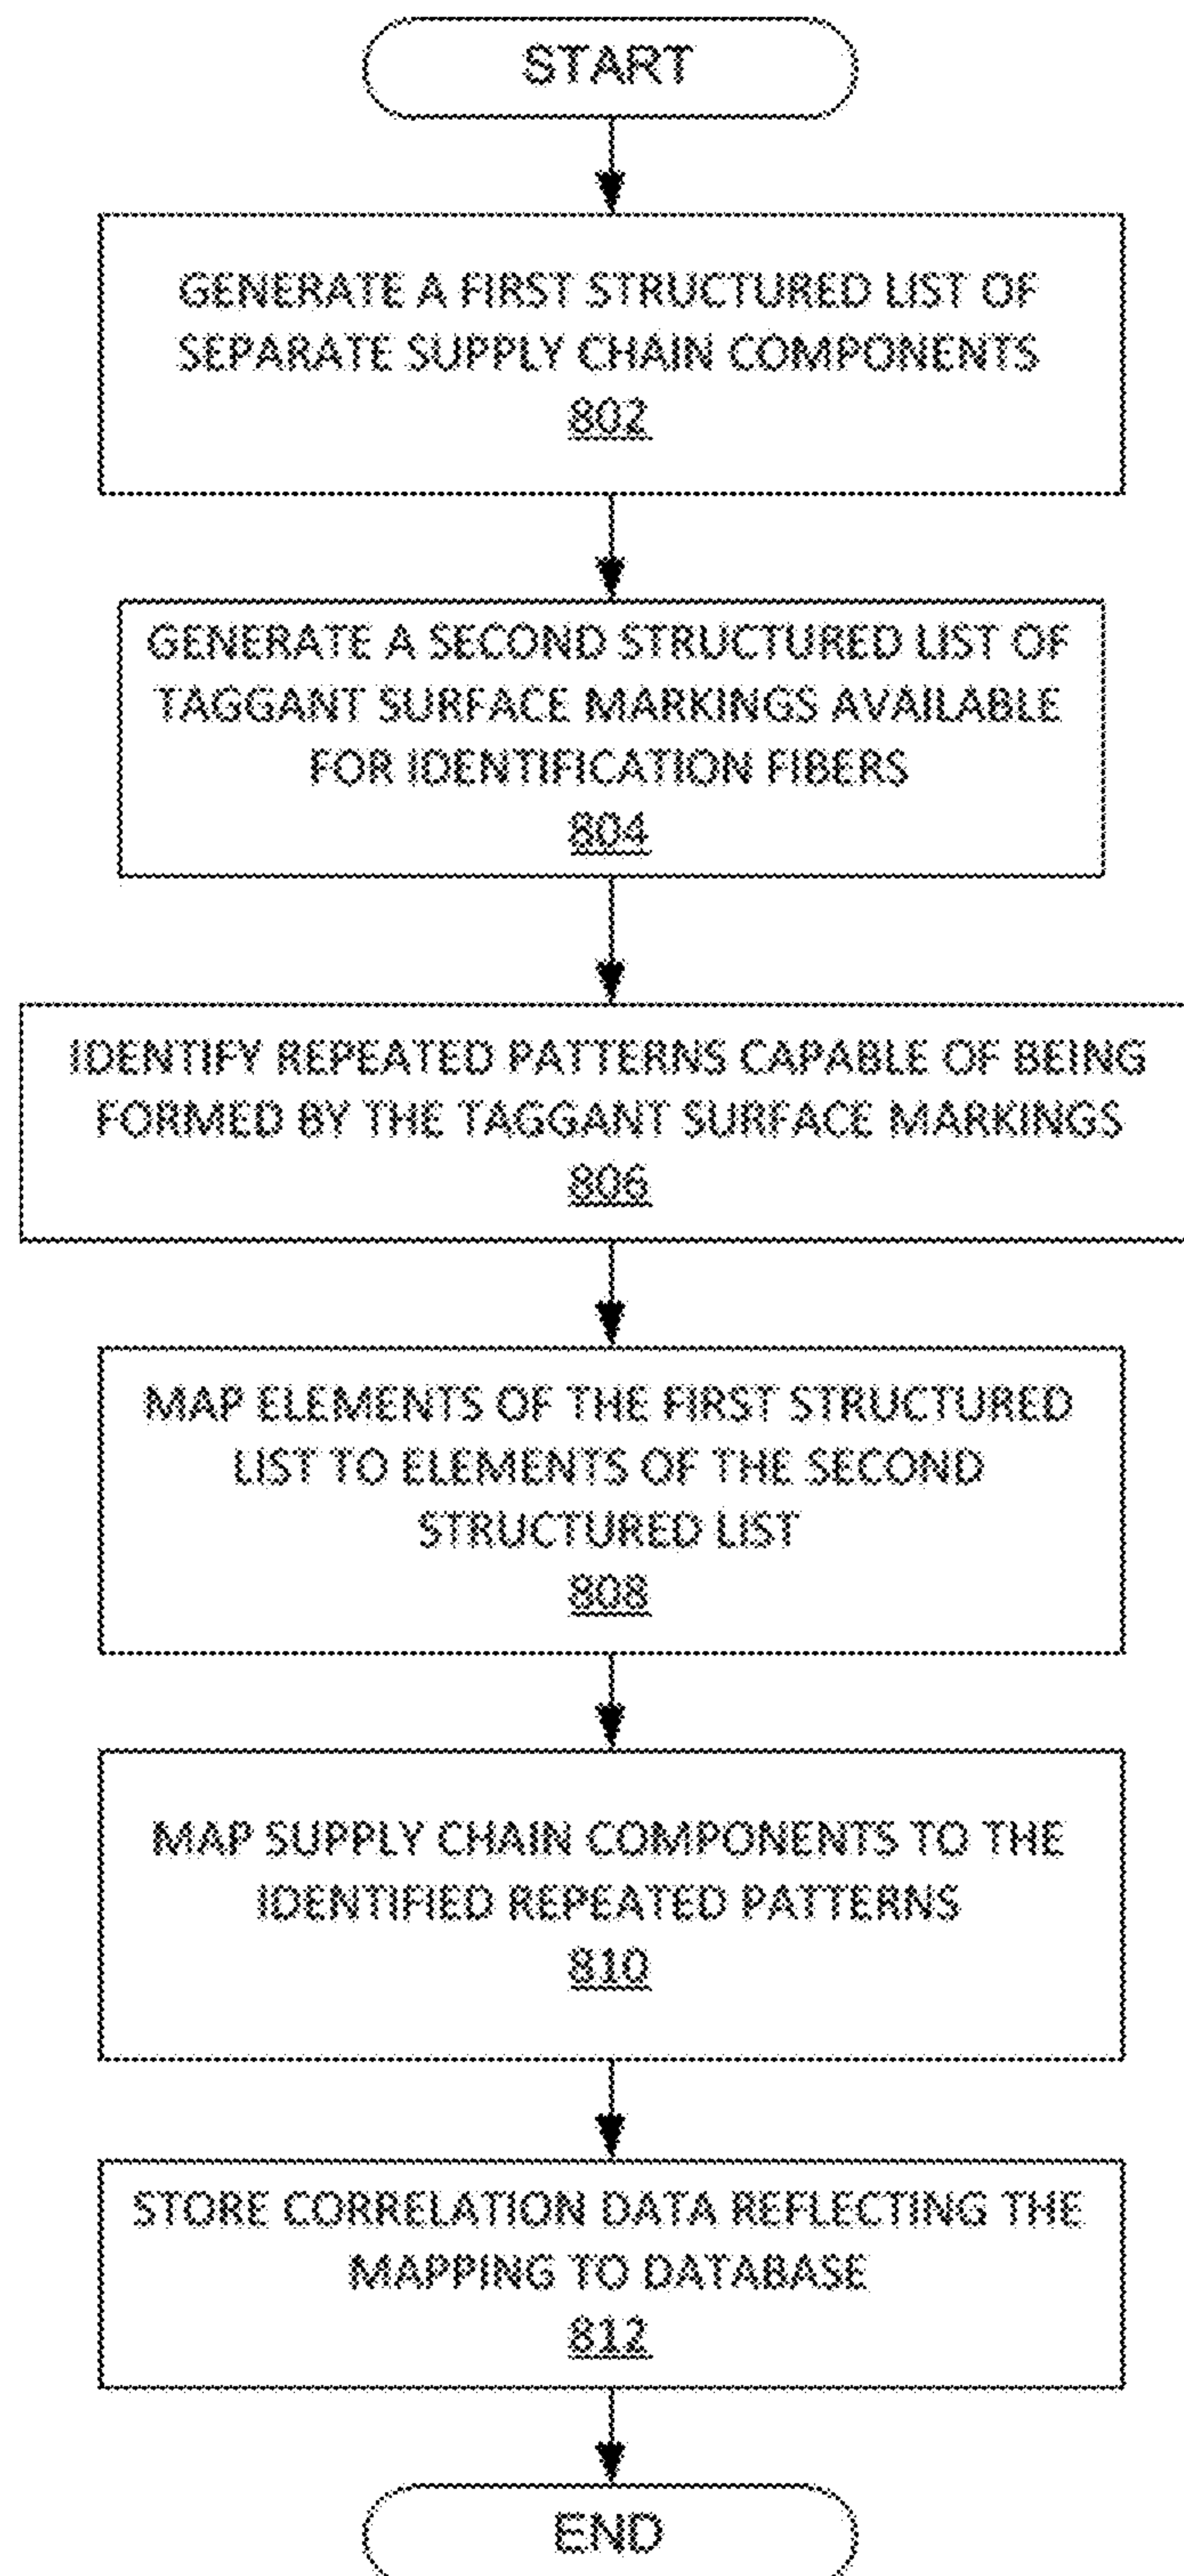 START
GENERATE A FIRST STRUCTURED LIST OF
SEPARATE SUPPLY CHAIN COMPONENTS
802
GENERATE A SECOND STRUCTURED LIST OF
TAGGANT SURFACE MARKINGS AVAILABLE
FOR IDENTIFICATION FIBERS
804
IDENTIFY REPEATED PATTERNS CAPABLE OF BEING
FORMED BY THE TAGGANT SURFACE MARKINGS
806
MAP ELEMENTS OF THE FIRST STRUCTURED
LIST TO ELEMENTS OF THE SECOND
STRUCTURED LIST
808
MAP SUPPLY CHAIN COMPONENTS TO THE
IDENTIFIED REPEATED PATTERNS
810
STORE CORRELATION DATA REFLECTING THE
MAPPING TO DATABASE
812
END